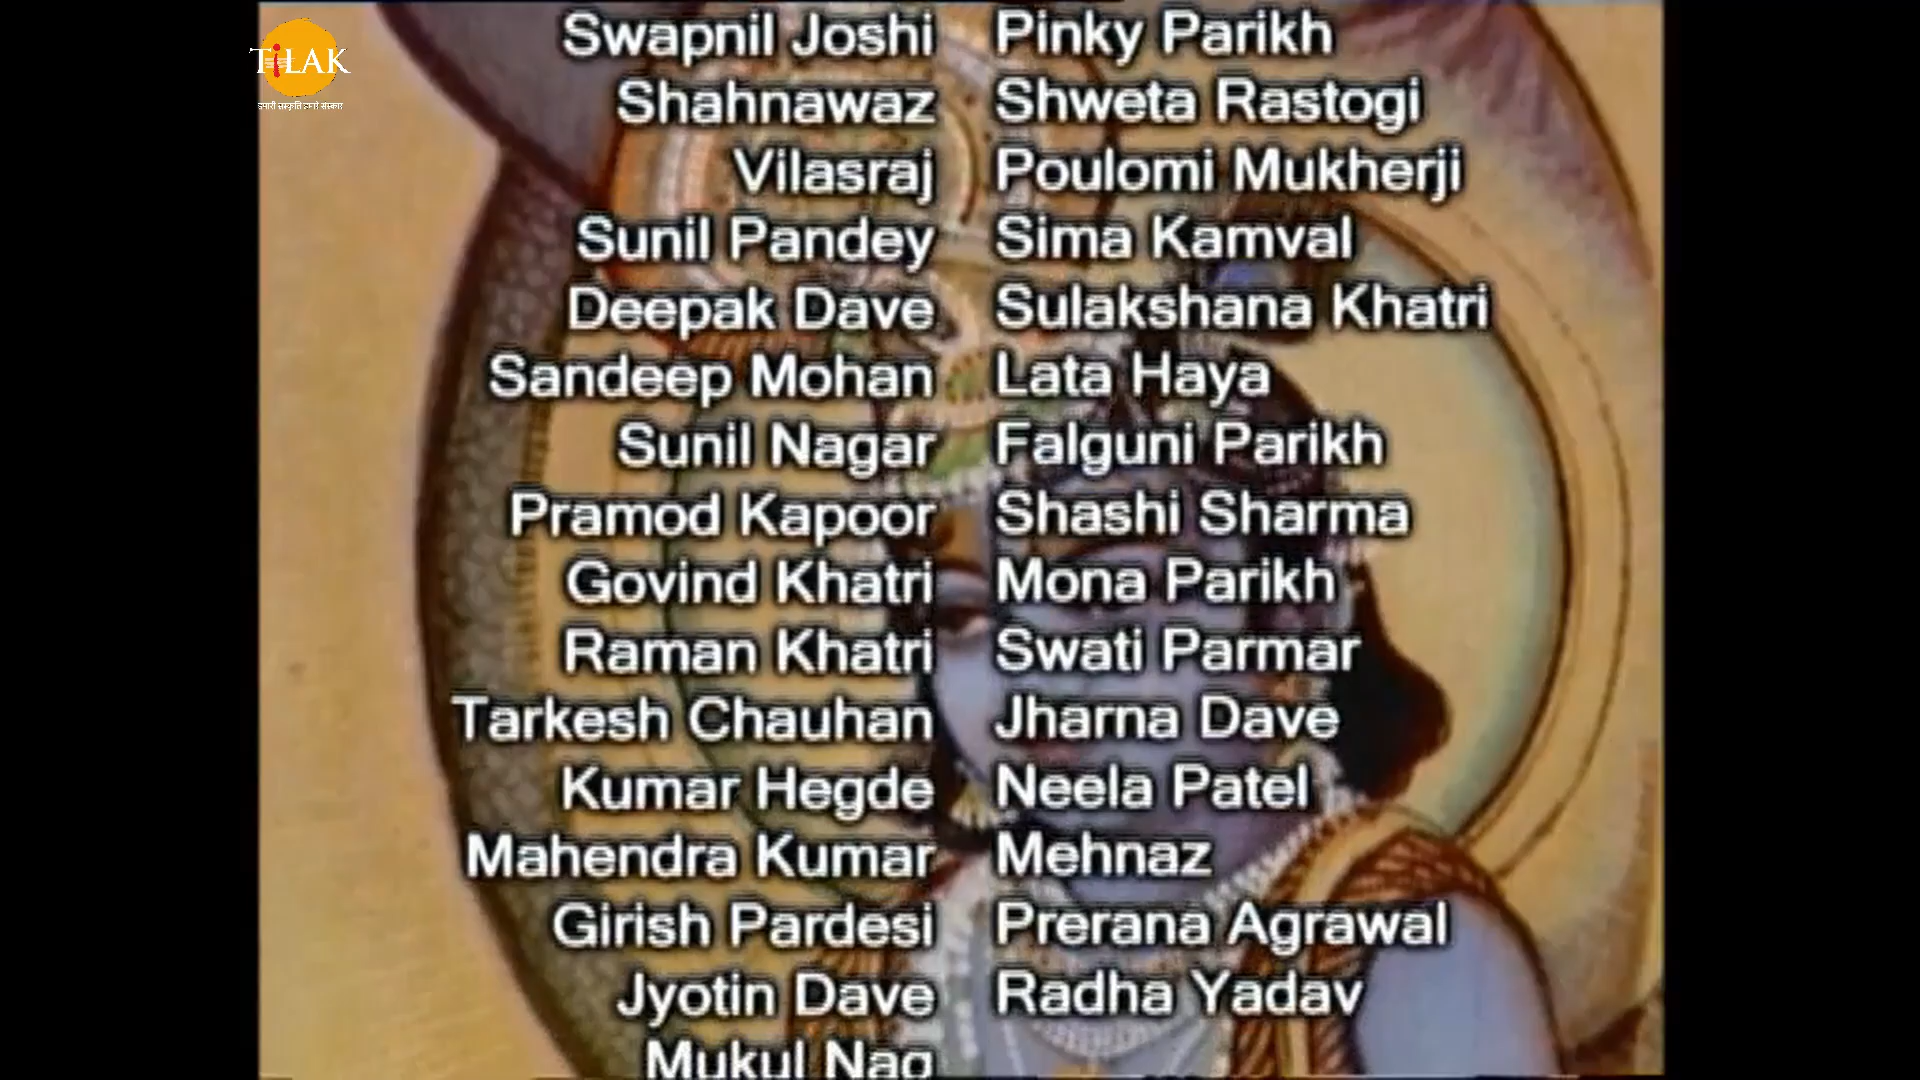 TiLAK
Swapnil Joshi Pinky Parikh
Shahnawaz Shweta Rastogi
Vilasraj Poulomi Mukherji
Sunil Pandey Sima Kamval
Deepak Dave Sulakshana Khatri
Sandeep Mohan Lata Haya
Sunil Nagar Falguni Parikh
Pramod Kapoor Shashi Sharma
Govind Khatri Mona Parikh
Raman Khatri Swati Parmar
Tarkesh Chauhan Jharna Dave
Kumar Hegde Neela Patel
Mahendra Kumar Mehnaz
Girish Pardesi Prerana Agrawal
Jyotin Dave Radha Yadav
Mukul Nag